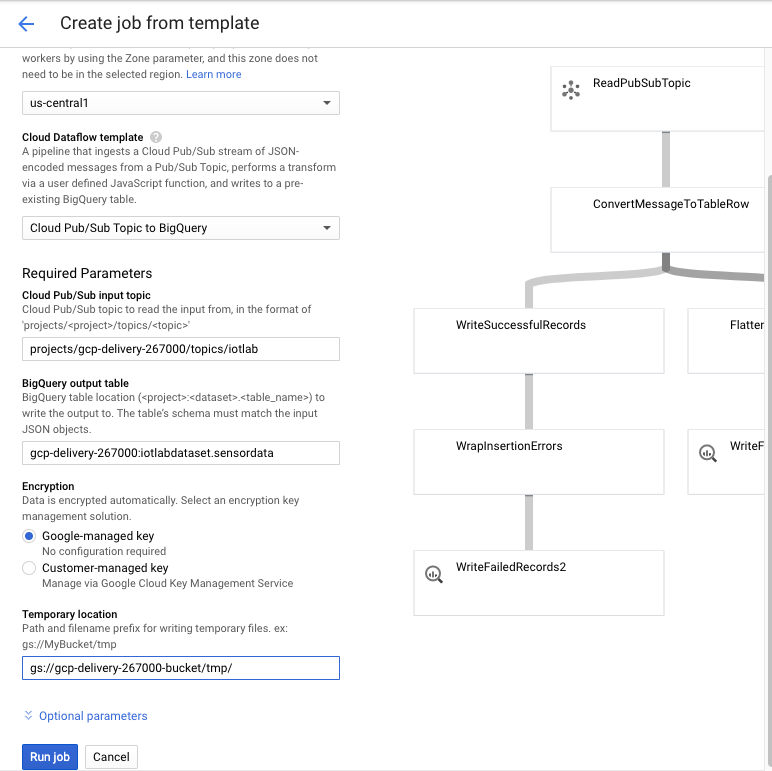 Create job from template
workers by using the Zone parameter, and this zone does not
need to be in the selected region. Learn more
us-central1
Cloud Dataflow template ?
A pipeline that ingests a Cloud Pub/Sub stream of JSON-
encoded messages from a Pub/Sub Topic, performs a transform
via a user defined JavaScript function, and writes to a pre-
existing BigQuery table.
Cloud Pub/Sub Topic to BigQuery
Required Parameters
Cloud Pub/Sub input topic
Cloud Pub/Sub topic to read the input from, in the format of
'projects/<project>/topics/<topic>'
projects/gcp-delivery-267000/topics/iotlab
BigQuery output table
BigQuery table location (<project>:<dataset>.<table_name>) to
write the output to. The table's schema must match the input
JSON objects.
gcp-delivery-267000:iotlabdataset.sensordata
Encryption
Data is encrypted automatically. Select an encryption key
management solution.
Google-managed key
No configuration required
Customer-managed key
Manage via Google Cloud Key Management Service
Temporary location
Path and filename prefix for writing temporary files. ex:
gs://MyBucket/tmp
gs://gcp-delivery-267000-bucket/tmp/
Optional parameters
Run job Cancel
ReadPubSubTopic
ConvertMessageToTableRow
WriteSuccessfulRecords
Flatter
WrapInsertionErrors
WriteF
WriteFailedRecords2